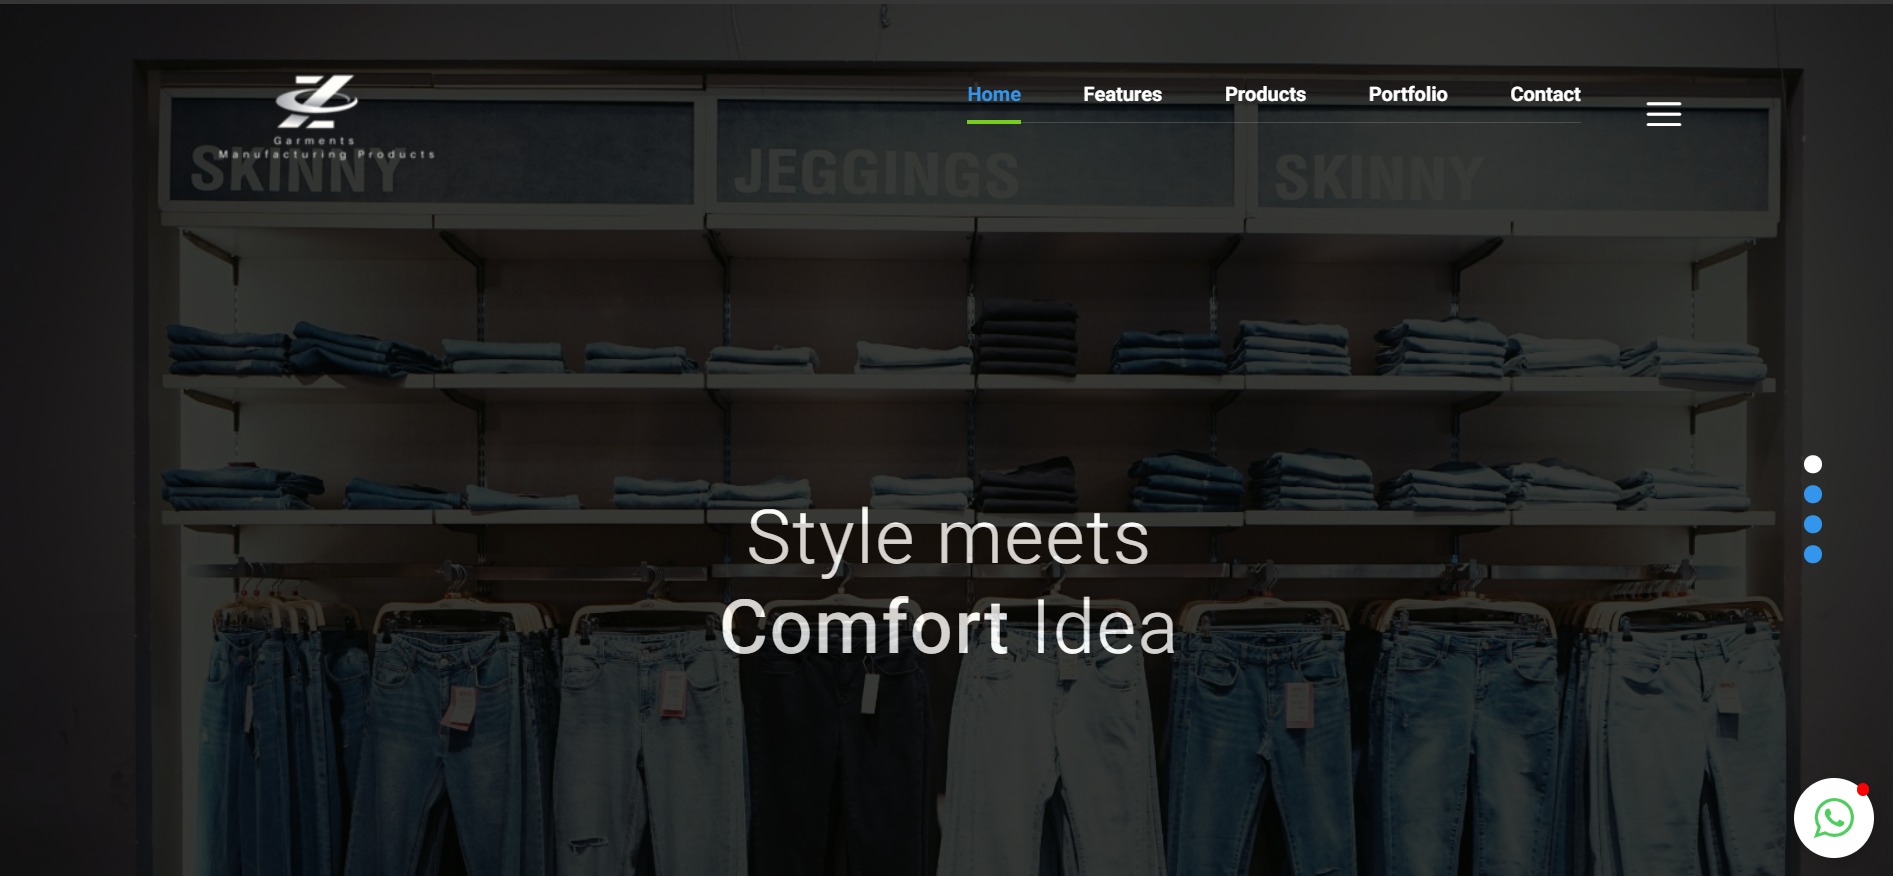 Garments
Manufacturing Products
Home
Features
Products
Portfolio
Contact
SKINNY
JEGGINGS
SKINNY
Style meets
Comfort Idea